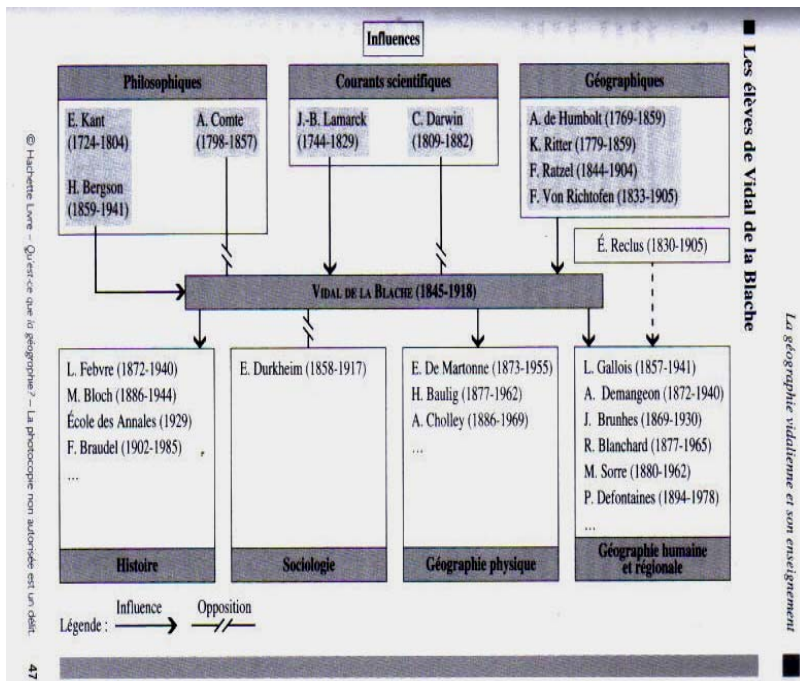 La géographie vidalienne et son enseignement
■ Les élèves de Vidal de la Blache
Influences
Philosophiques
E. Kant
(1724-1804)
A. Comte
(1798-1857)
H. Bergson
(1859-1941)
Courants scientifiques
J.-B. Lamarck
(1744-1829)
C. Darwin
(1809-1882)
Géographiques
A. de Humbolt (1769-1859)
K. Ritter (1779-1859)
F. Ratzel (1844-1904)
F. Von Richtofen (1833-1905)
É. Reclus (1830-1905)
VIDAL DE LA BLACHE (1845-1918)
L. Febvre (1872-1940)
M. Bloch (1886-1944)
École des Annales (1929)
F. Braudel (1902-1985)
...
Histoire
E. Durkheim (1858-1917)
Sociologie
E. De Martonne (1873-1955)
H. Baulig (1877-1962)
A. Cholley (1886-1969)
...
Géographie physique
L. Gallois (1857-1941)
A. Demangeon (1872-1940)
J. Brunhes (1869-1930)
R. Blanchard (1877-1965)
M. Sorre (1880-1962)
P. Defontaines (1894-1978)
...
Géographie humaine
et régionale
Légende :
Influence
Opposition
© Hachette Livre – Qu'est-ce que la géographie ? – La photocopie non autorisée est un délit.
47